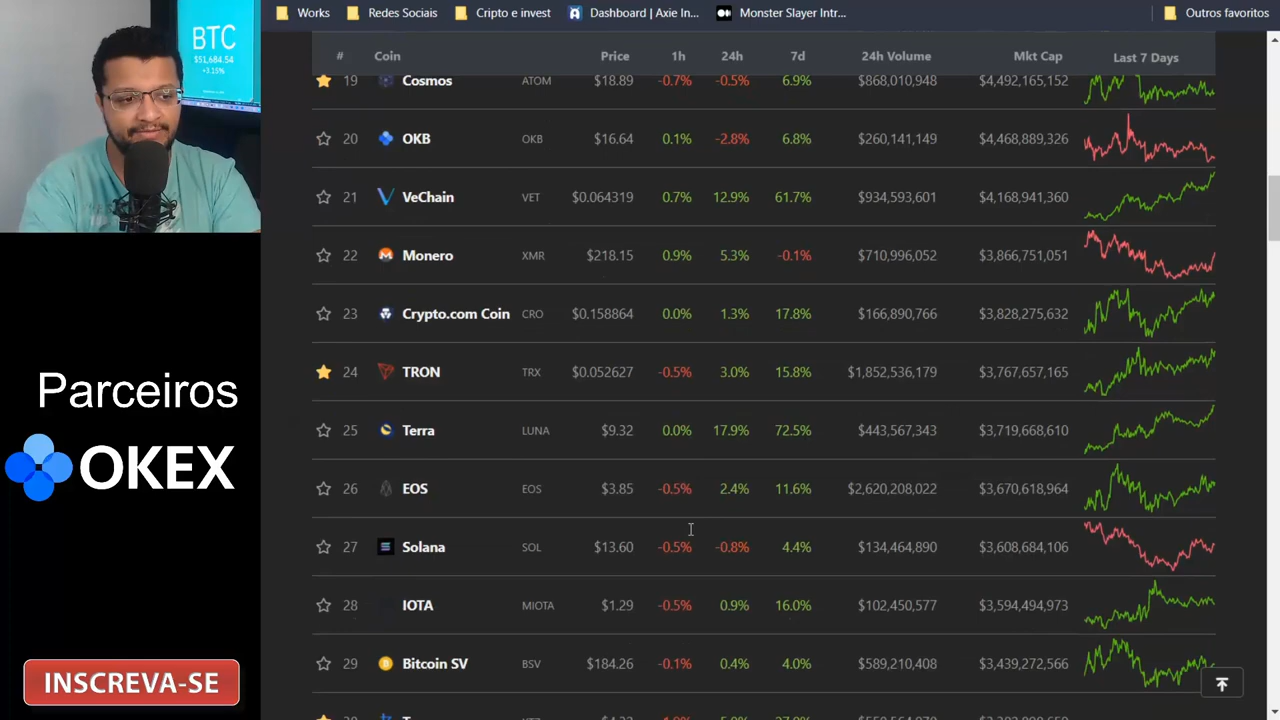 Works Redes Sociais Cripto e invest Dashboard | Axie In... Monster Slayer Intr... Outros favoritos
BTC
$51,684.54
+3.15%
# Coin Price 1h 24h 7d 24h Volume Mkt Cap Last 7 Days
19 Cosmos ATOM $18.89 -0.7% -0.5% 6.9% $868,010,948 $4,492,165,152
20 OKB OKB $16.64 0.1% -2.8% 6.8% $260,141,149 $4,468,889,326
21 VeChain VET $0.064319 0.7% 12.9% 61.7% $934,593,601 $4,168,941,360
22 Monero XMR $218.15 0.9% 5.3% -0.1% $710,996,052 $3,866,751,051
23 Crypto.com Coin CRO $0.158864 0.0% 1.3% 17.8% $166,890,766 $3,828,275,632
24 TRON TRX $0.052627 -0.5% 3.0% 15.8% $1,852,536,179 $3,767,657,165
25 Terra LUNA $9.32 0.0% 17.9% 72.5% $443,567,343 $3,719,668,610
26 EOS EOS $3.85 -0.5% 2.4% 11.6% $2,620,208,022 $3,670,618,964
27 Solana SOL $13.60 -0.5% -0.8% 4.4% $134,464,890 $3,608,684,106
28 IOTA MIOTA $1.29 -0.5% 0.9% 16.0% $102,450,577 $3,594,494,973
29 Bitcoin SV BSV $184.26 -0.1% 0.4% 4.0% $589,210,408 $3,439,272,566
Parceiros
OKEX
INSCREVA-SE